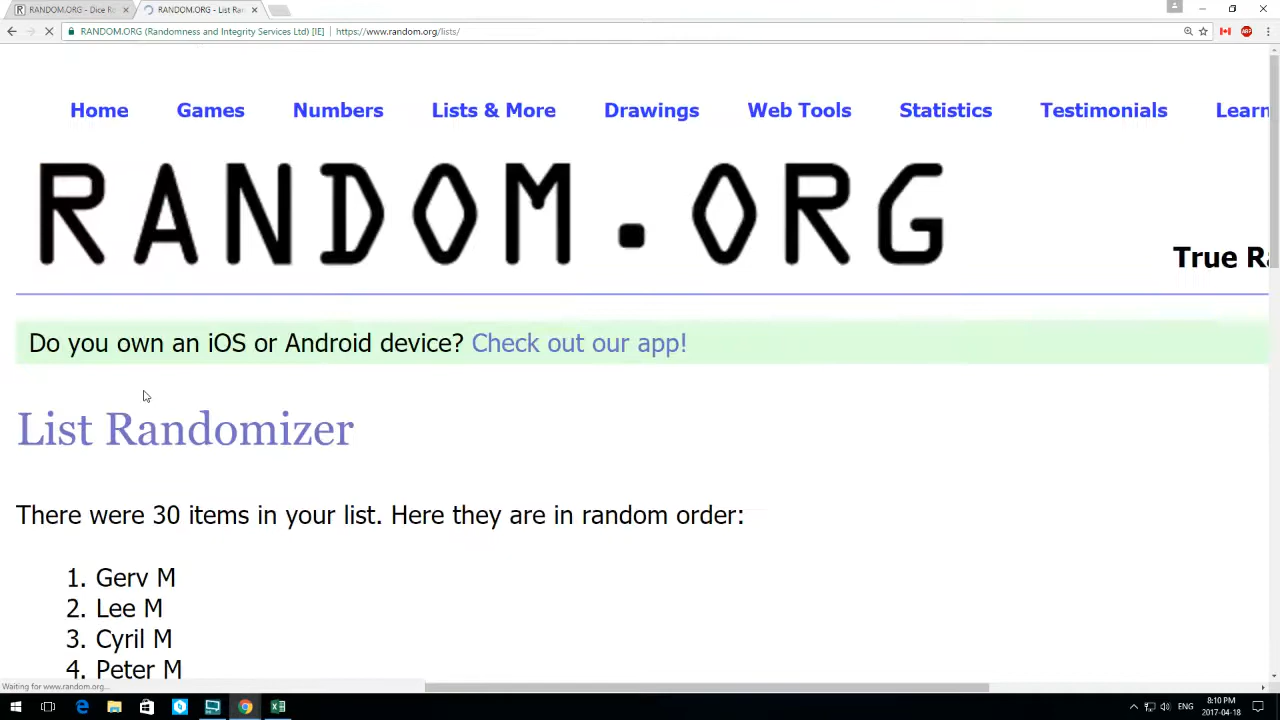 RANDOM.ORG - Dice Ro
RANDOM.ORG - List Ran
RANDOM.ORG (Randomness and Integrity Services Ltd) [IE] https://www.random.org/lists/
Home Games Numbers Lists & More Drawings Web Tools Statistics Testimonials Learn
RANDOM.ORG
True Ra
Do you own an iOS or Android device? Check out our app!
List Randomizer
There were 30 items in your list. Here they are in random order:
1. Gerv M
2. Lee M
3. Cyril M
4. Peter M
Waiting for www.random.org...
ENG
8:10 PM
2017-04-18